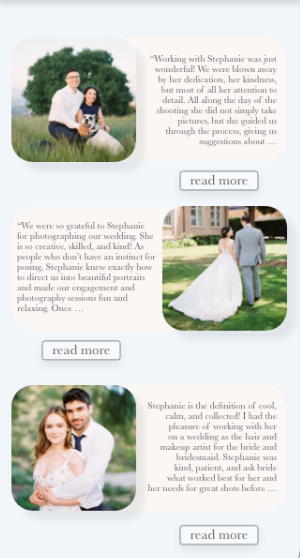 “Working with Stephanie was just
wonderful! We were blown away
by her dedication, her kindness,
but most of all her attention to
detail. All along the day of the
shooting she did not simply take
pictures, but she guided us
through the process, giving us
suggestions about …
read more
“We were so grateful to Stephanie
for photographing our wedding. She
is so creative, skilled, and kind! As
people who don't have an instinct for
posing, Stephanie knew exactly how
to direct us into beautiful portraits
and made our engagement and
photography sessions fun and
relaxing. Once …
read more
Stephanie is the definition of cool,
calm, and collected! I had the
pleasure of working with her
on a wedding as the hair and
makeup artist for the bride and
bridesmaid. Stephanie was
kind, patient, and ask bride
what worked best for her and
her needs for great shots before …
read more